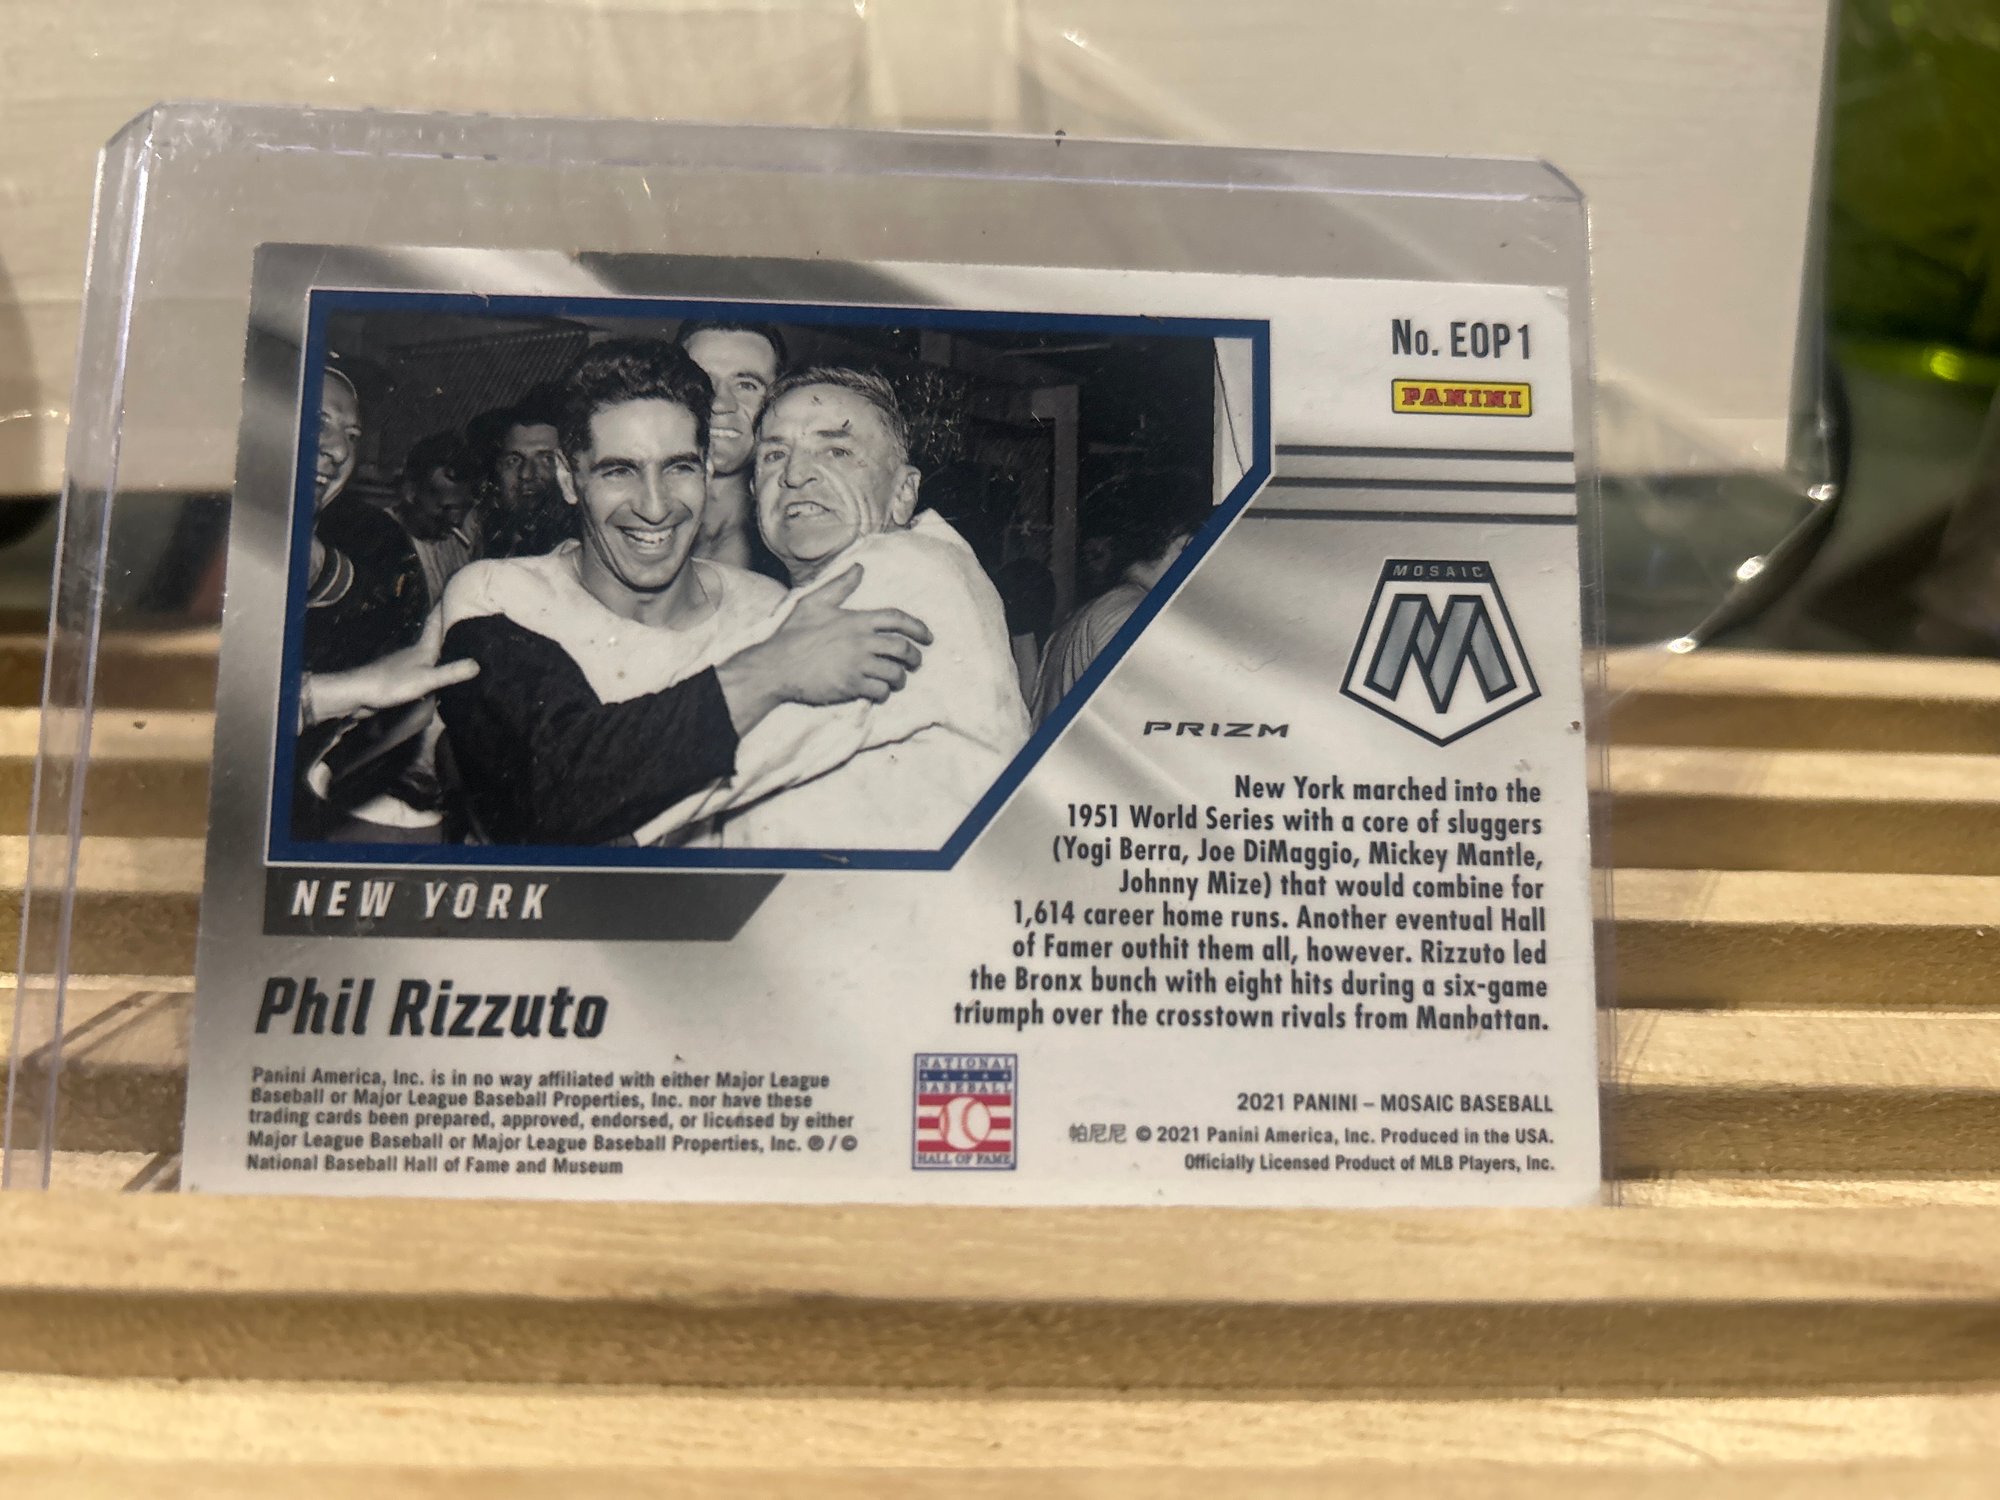 No. EOP1
PANINI
MOSAIC
PRIZM
New York marched into the
1951 World Series with a core of sluggers
(Yogi Berra, Joe DiMaggio, Mickey Mantle,
Johnny Mize) that would combine for
1,614 career home runs. Another eventual Hall
of Famer outhit them all, however. Rizzuto led
the Bronx bunch with eight hits during a six-game
triumph over the crosstown rivals from Manhattan.
NEW YORK
Phil Rizzuto
Panini America, Inc. is in no way affiliated with either Major League
Baseball or Major League Baseball Properties, Inc. nor have these
trading cards been prepared, approved, endorsed, or licensed by either
Major League Baseball or Major League Baseball Properties, Inc. ® / ©
National Baseball Hall of Fame and Museum
NATIONAL
BASEBALL
HALL OF FAME
2021 PANINI – MOSAIC BASEBALL
帕尼尼 © 2021 Panini America, Inc. Produced in the USA.
Officially Licensed Product of MLB Players, Inc.